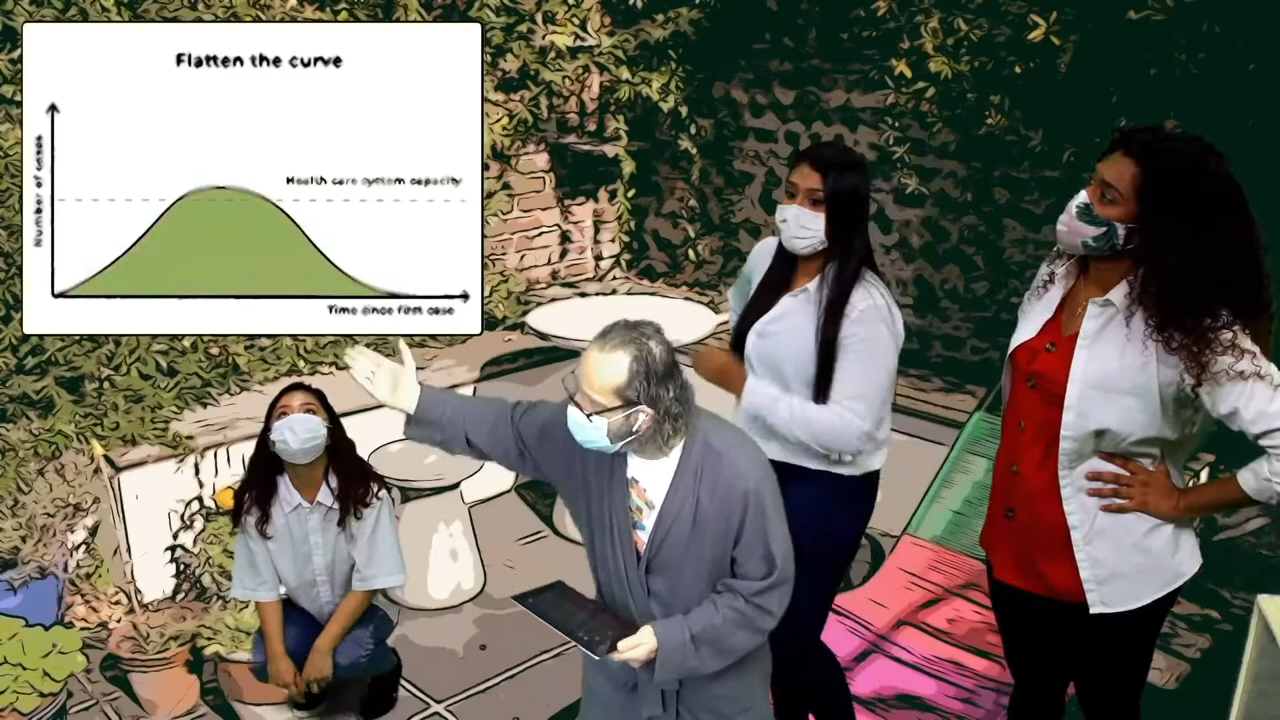 Flatten the curve
Number of cases
Health care system capacity
Time since first case